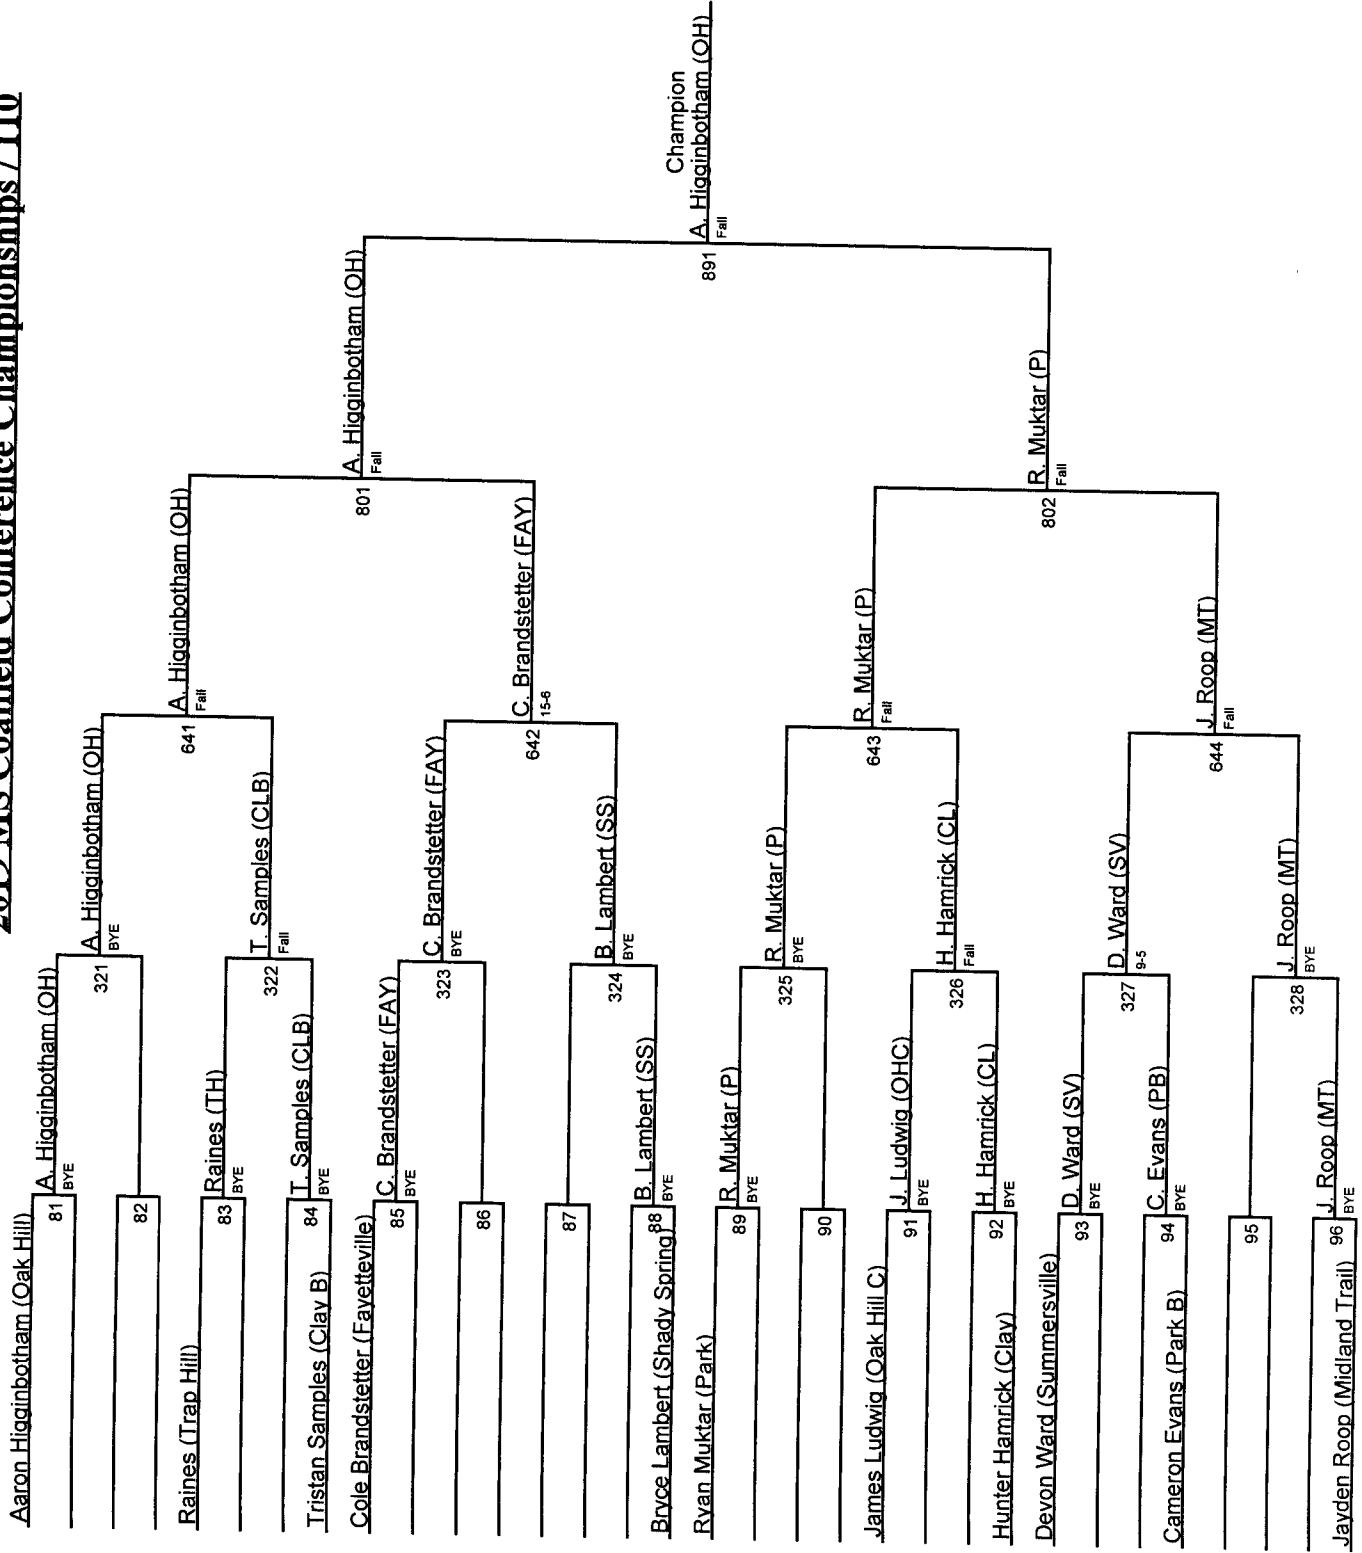 2015 MS Coalfield Conference Championships / 110
Aaron Higginbotham (Oak Hill)
81
A. Higginbotham (OH)
BYE
82
321
A. Higginbotham (OH)
BYE
Raines (Trap Hill)
83
Raines (TH)
BYE
Tristan Samples (Clay B)
84
T. Samples (CLB)
BYE
322
T. Samples (CLB)
Fall
641
A. Higginbotham (OH)
Fall
Cole Brandstetter (Fayetteville)
85
C. Brandstetter (FAY)
BYE
86
323
C. Brandstetter (FAY)
BYE
87
Bryce Lambert (Shady Spring)
88
B. Lambert (SS)
BYE
324
B. Lambert (SS)
BYE
642
C. Brandstetter (FAY)
15-6
801
A. Higginbotham (OH)
Fall
Ryan Muktar (Park)
89
R. Muktar (P)
BYE
90
325
R. Muktar (P)
BYE
James Ludwig (Oak Hill C)
91
J. Ludwig (OHC)
BYE
Hunter Hamrick (Clay)
92
H. Hamrick (CL)
BYE
326
H. Hamrick (CL)
Fall
643
R. Muktar (P)
Fall
Devon Ward (Summersville)
93
D. Ward (SV)
BYE
Cameron Evans (Park B)
94
C. Evans (PB)
BYE
327
D. Ward (SV)
9-5
95
Jayden Roop (Midland Trail)
96
J. Roop (MT)
BYE
328
J. Roop (MT)
BYE
644
J. Roop (MT)
Fall
802
R. Muktar (P)
Fall
891
Champion
A. Higginbotham (OH)
Fall